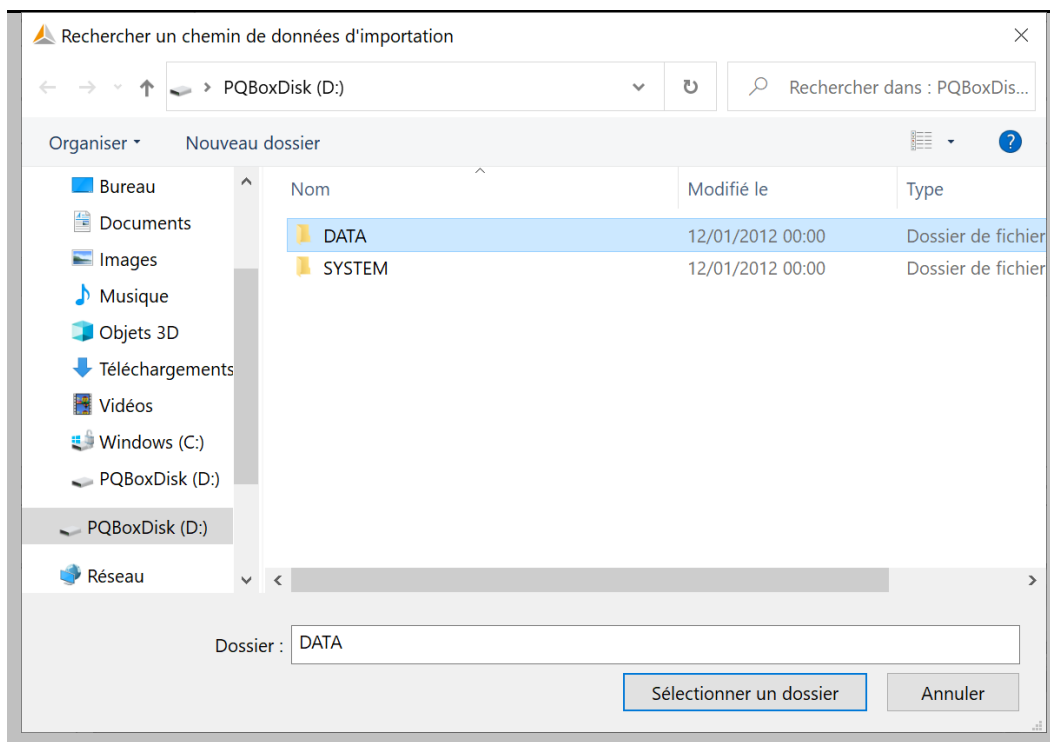 Rechercher un chemin de données d'importation
PQBoxDisk (D:)
Rechercher dans : PQBoxDis...
Organiser
Nouveau dossier
?
Nom
Modifié le
Type
Bureau
Documents
Images
Musique
Objets 3D
Téléchargements
Vidéos
Windows (C:)
PQBoxDisk (D:)
PQBoxDisk (D:)
Réseau
DATA 12/01/2012 00:00 Dossier de fichier
SYSTEM 12/01/2012 00:00 Dossier de fichier
Dossier : DATA
Sélectionner un dossier
Annuler